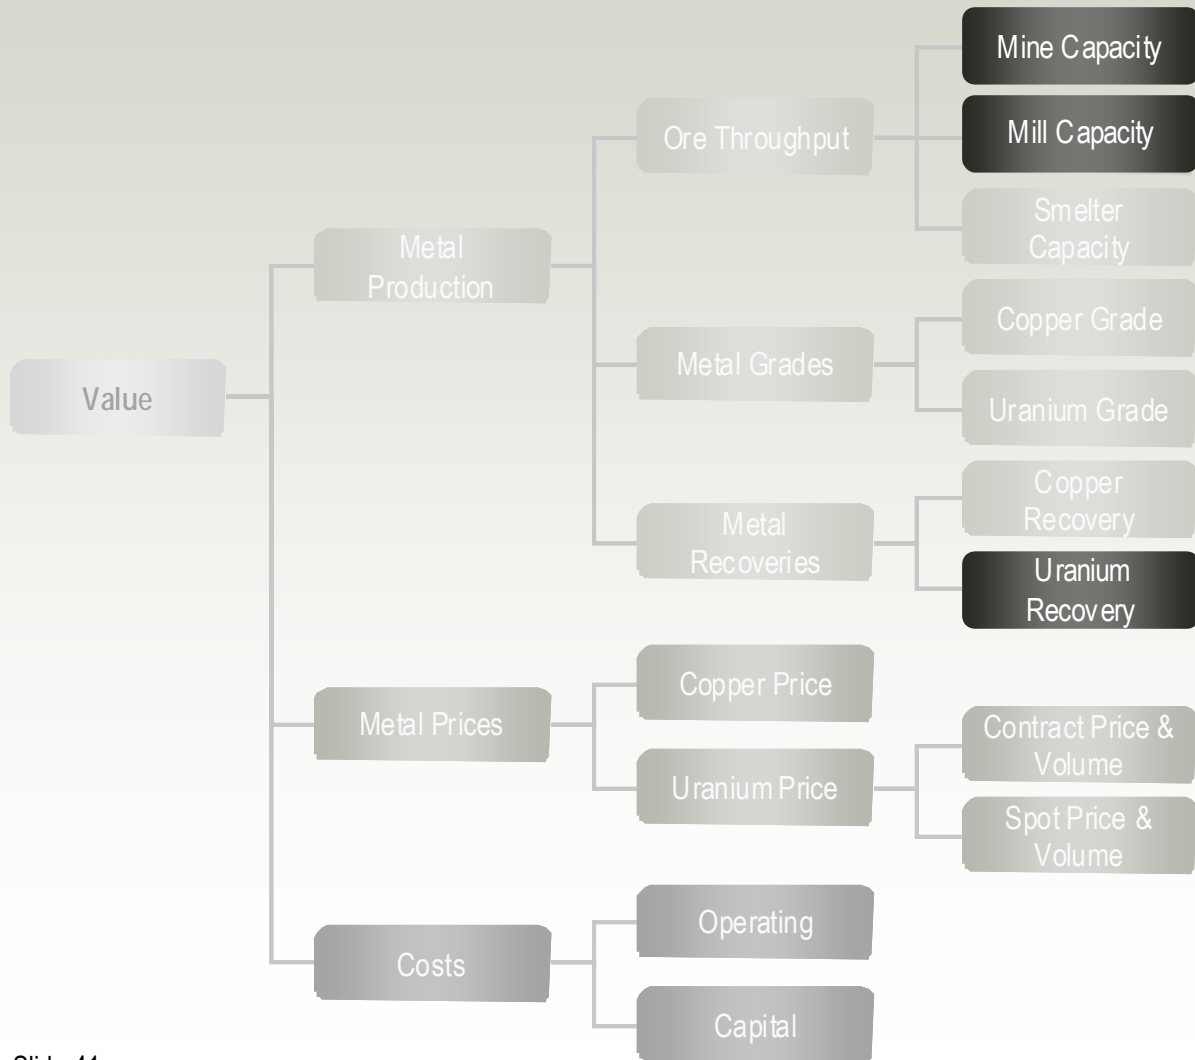 Mine Capacity
Ore Throughput
Mill Capacity
Smelter
Capacity
Metal
Production
Copper Grade
Metal Grades
Uranium Grade
Value
Copper
Recovery
Metal
Recoveries
Uranium
Recovery
Copper Price
Metal Prices
Contract Price &
Volume
Uranium Price
Spot Price &
Volume
Operating
Costs
Capital